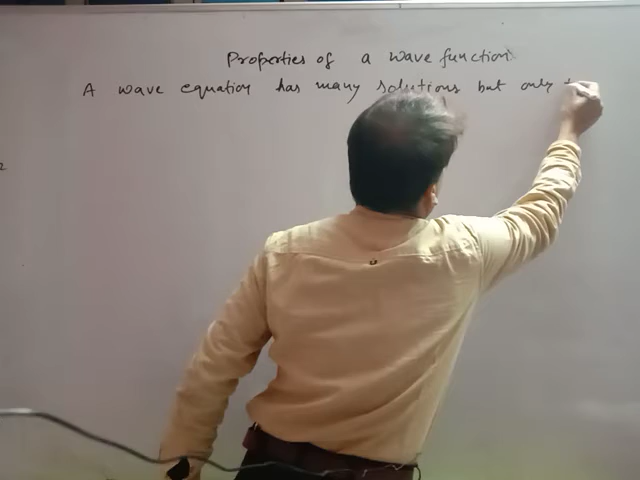 Properties of a wave function
A wave equation has many solutions but only